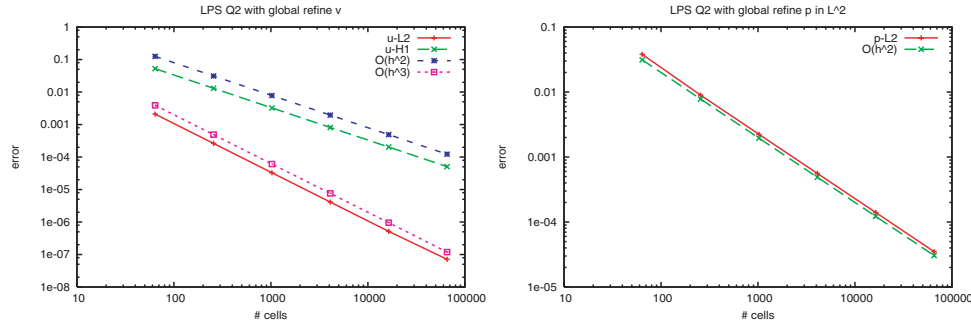 LPS Q2 with global refine v
1
0.1
0.01
0.001
1e-04
1e-05
1e-06
1e-07
1e-08
error
10
100
1000
10000
100000
# cells
u-L2
u-H1
O(h^2)
O(h^3)
LPS Q2 with global refine p in L^2
0.1
0.01
0.001
1e-04
1e-05
error
10
100
1000
10000
100000
# cells
p-L2
O(h^2)